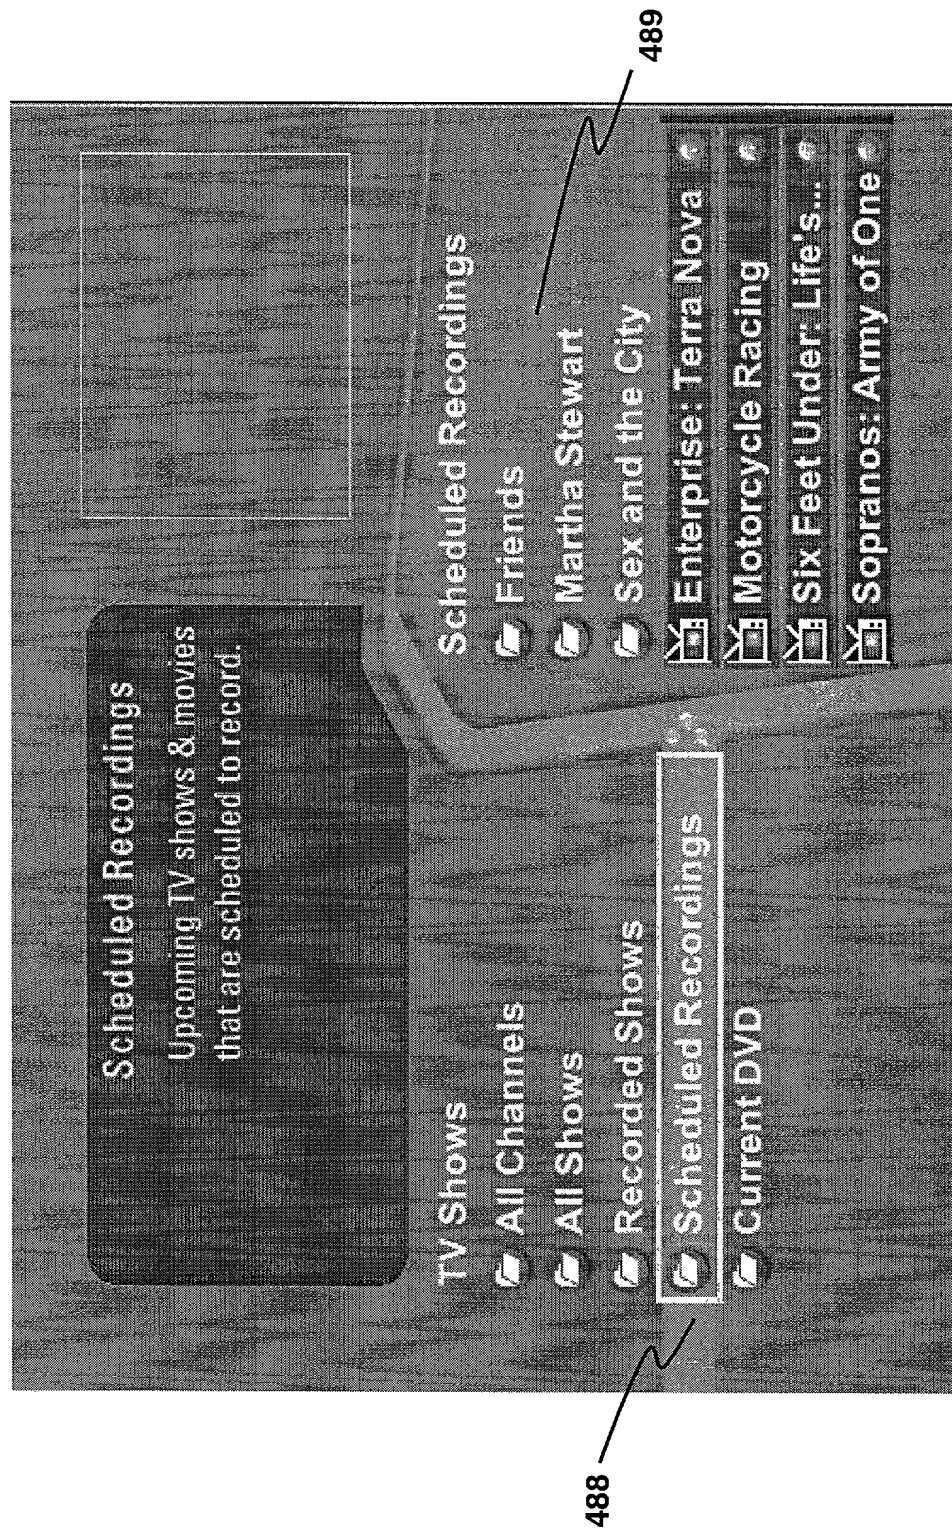 Scheduled Recordings
Upcoming TV shows & movies
that are scheduled to record.
TV Shows
All Channels
All Shows
Recorded Shows
Scheduled Recordings
Current DVD
Scheduled Recordings
Friends
Martha Stewart
Sex and the City
Enterprise: Terra Nova
Motorcycle Racing
Six Feet Under: Life's...
Sopranos: Army of One
488
489